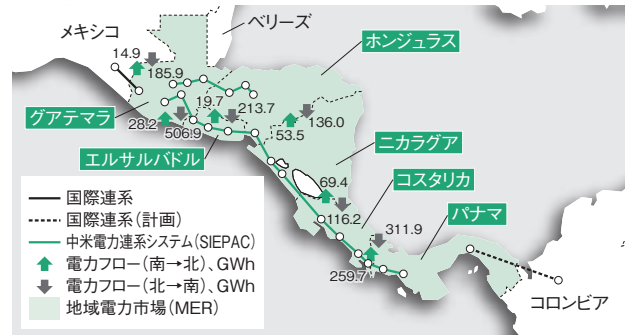 メキシコ
ベリーズ
ホンジュラス
14.9
185.9
グアテマラ
19.7
213.7
136.0
53.5
28.2
506.9
エルサルバドル
ニカラグア
69.4
コスタリカ
116.2
311.9
パナマ
259.7
コロンビア
国際連系
国際連系(計画)
中米電力連系システム(SIEPAC)
電力フロー(南→北)、GWh
電力フロー(北→南)、GWh
地域電力市場(MER)